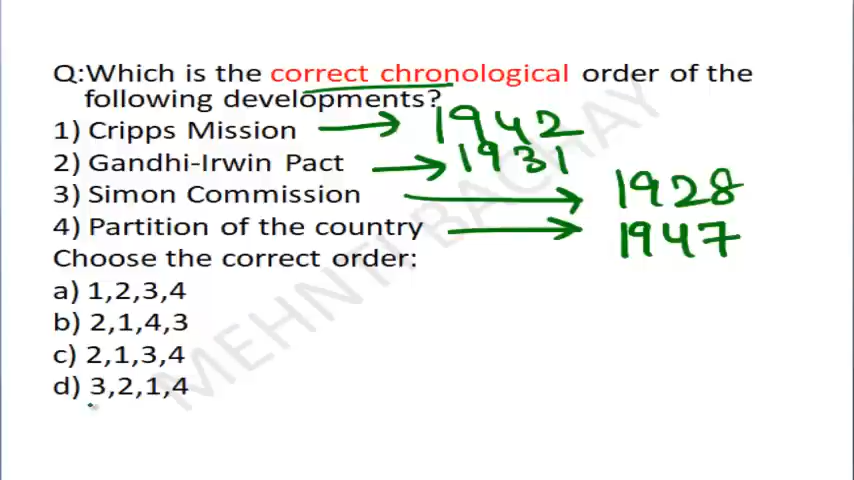 Q:Which is the correct chronological order of the
following developments?
1) Cripps Mission → 1942
2) Gandhi-Irwin Pact → 1931
3) Simon Commission → 1928
4) Partition of the country → 1947
Choose the correct order:
a) 1,2,3,4
b) 2,1,4,3
c) 2,1,3,4
d) 3,2,1,4
MEHNTI BACHAY